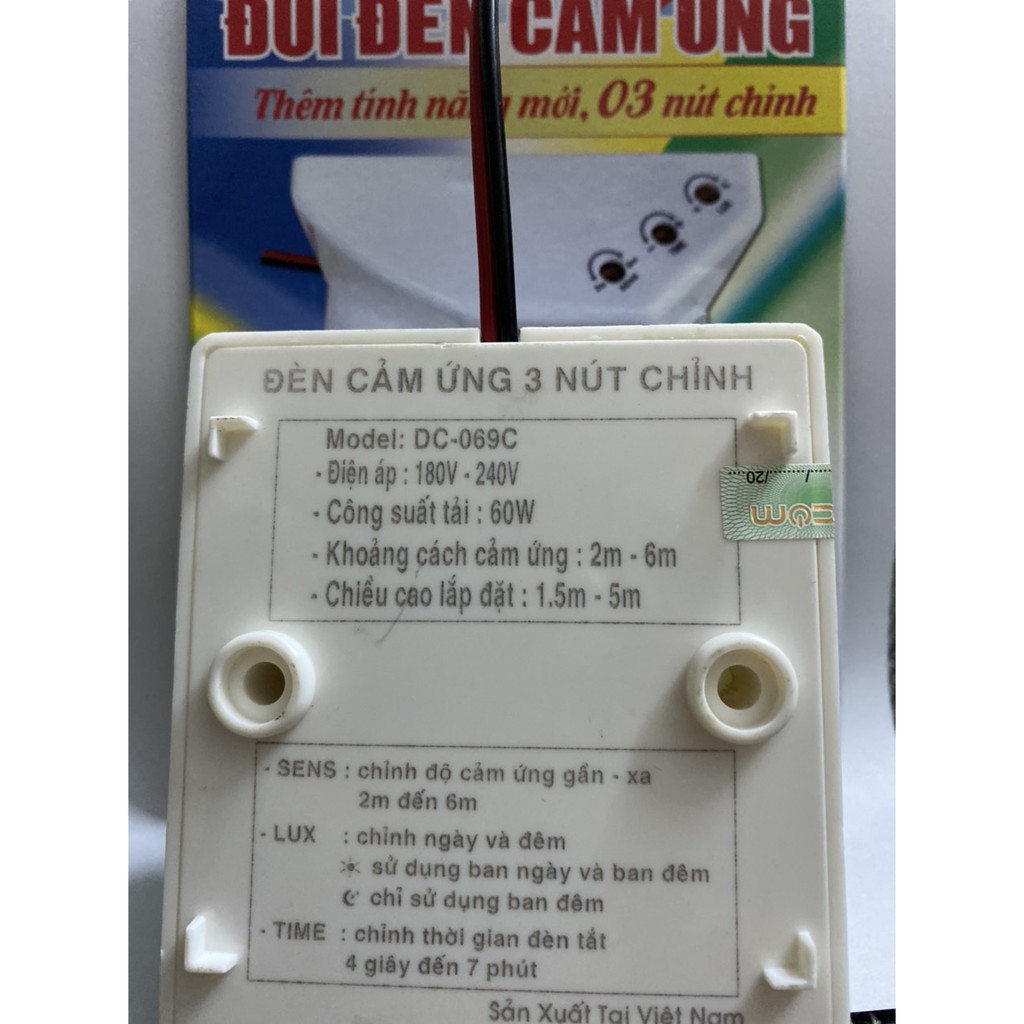 ĐUI ĐÈN CẢM ỨNG
Thêm tính năng mới, 03 nút chỉnh
ĐÈN CẢM ỨNG 3 NÚT CHỈNH
Model: DC-069C
- Điện áp : 180V - 240V
- Công suất tải : 60W
- Khoảng cách cảm ứng : 2m - 6m
- Chiều cao lắp đặt : 1.5m - 5m
- SENS : chỉnh độ cảm ứng gần - xa
2m đến 6m
- LUX : chỉnh ngày và đêm
sử dụng ban ngày và ban đêm
chỉ sử dụng ban đêm
- TIME : chỉnh thời gian đèn tắt
4 giây đến 7 phút
Sản Xuất Tại Việt Nam